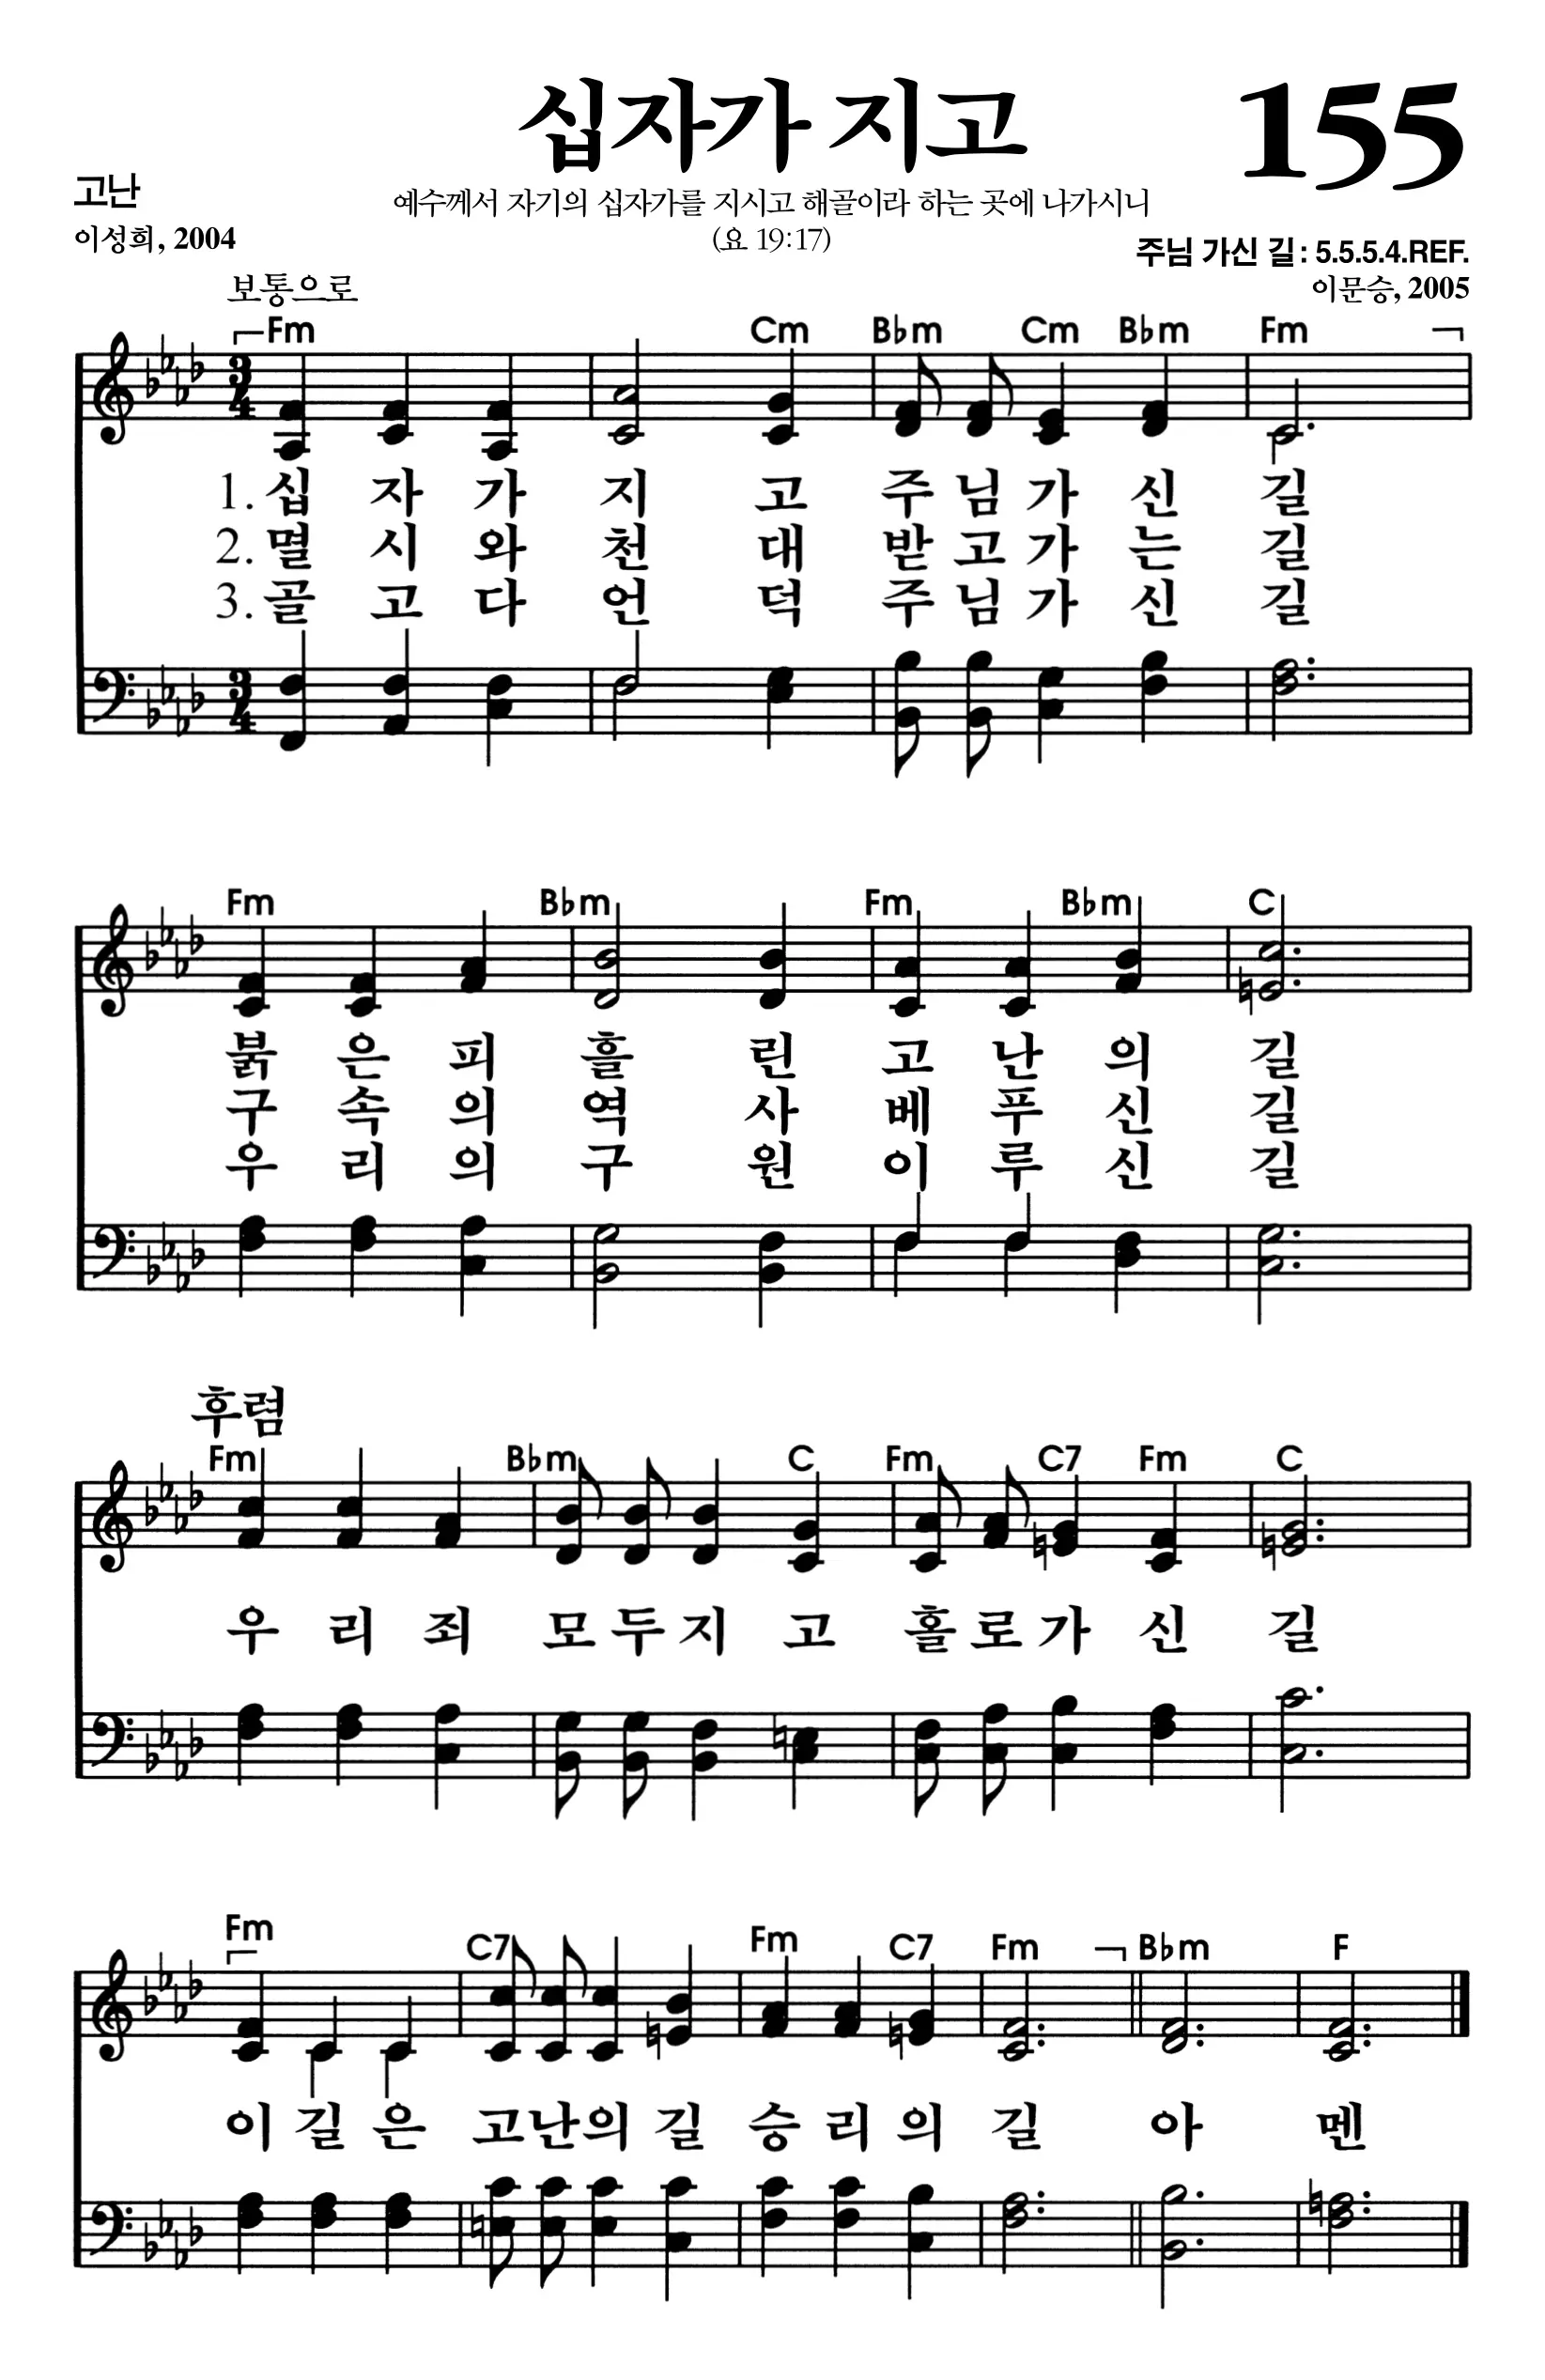 십자가 지고
155
고난
예수께서 자기의 십자가를 지시고 해골이라 하는 곳에 나가시니
이성희, 2004
(요 19:17)
주님 가신 길: 5.5.5.4.REF.
보통으로
이문승, 2005
Fm Cm B♭m Cm B♭m Fm
3 4
1. 십 자 가 지 고 주 님 가 신 길
2. 멸 시 와 천 대 받 고 가 는 길
3. 골 고 다 언 덕 주 님 가 신 길
3 4
Fm B♭m Fm B♭m C
붉 은 피 흘 린 고 난 의 길
구 속 의 역 사 베 푸 신 길
우 리 의 구 원 이 루 신 길
후렴
Fm B♭m C Fm C7 Fm C
우 리 죄 모 두 지 고 홀 로 가 신 길
Fm C7 Fm C7 Fm B♭m F
이 길 은 고 난 의 길 승 리 의 길 아 멘